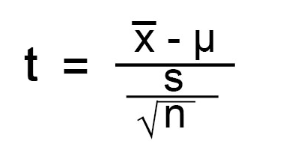 t = x̄ - μ
s
√n